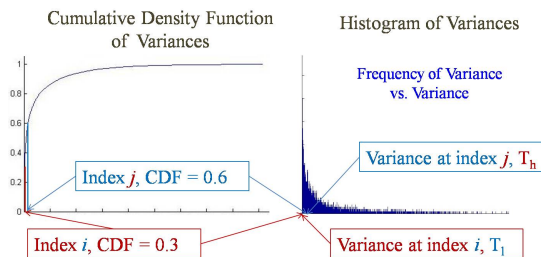 Cumulative Density Function
of Variances
Histogram of Variances
1
0.8
0.6
0.4
0.2
0
Frequency of Variance
vs. Variance
Index j, CDF = 0.6
Variance at index j, Th
Index i, CDF = 0.3
Variance at index i, Tl